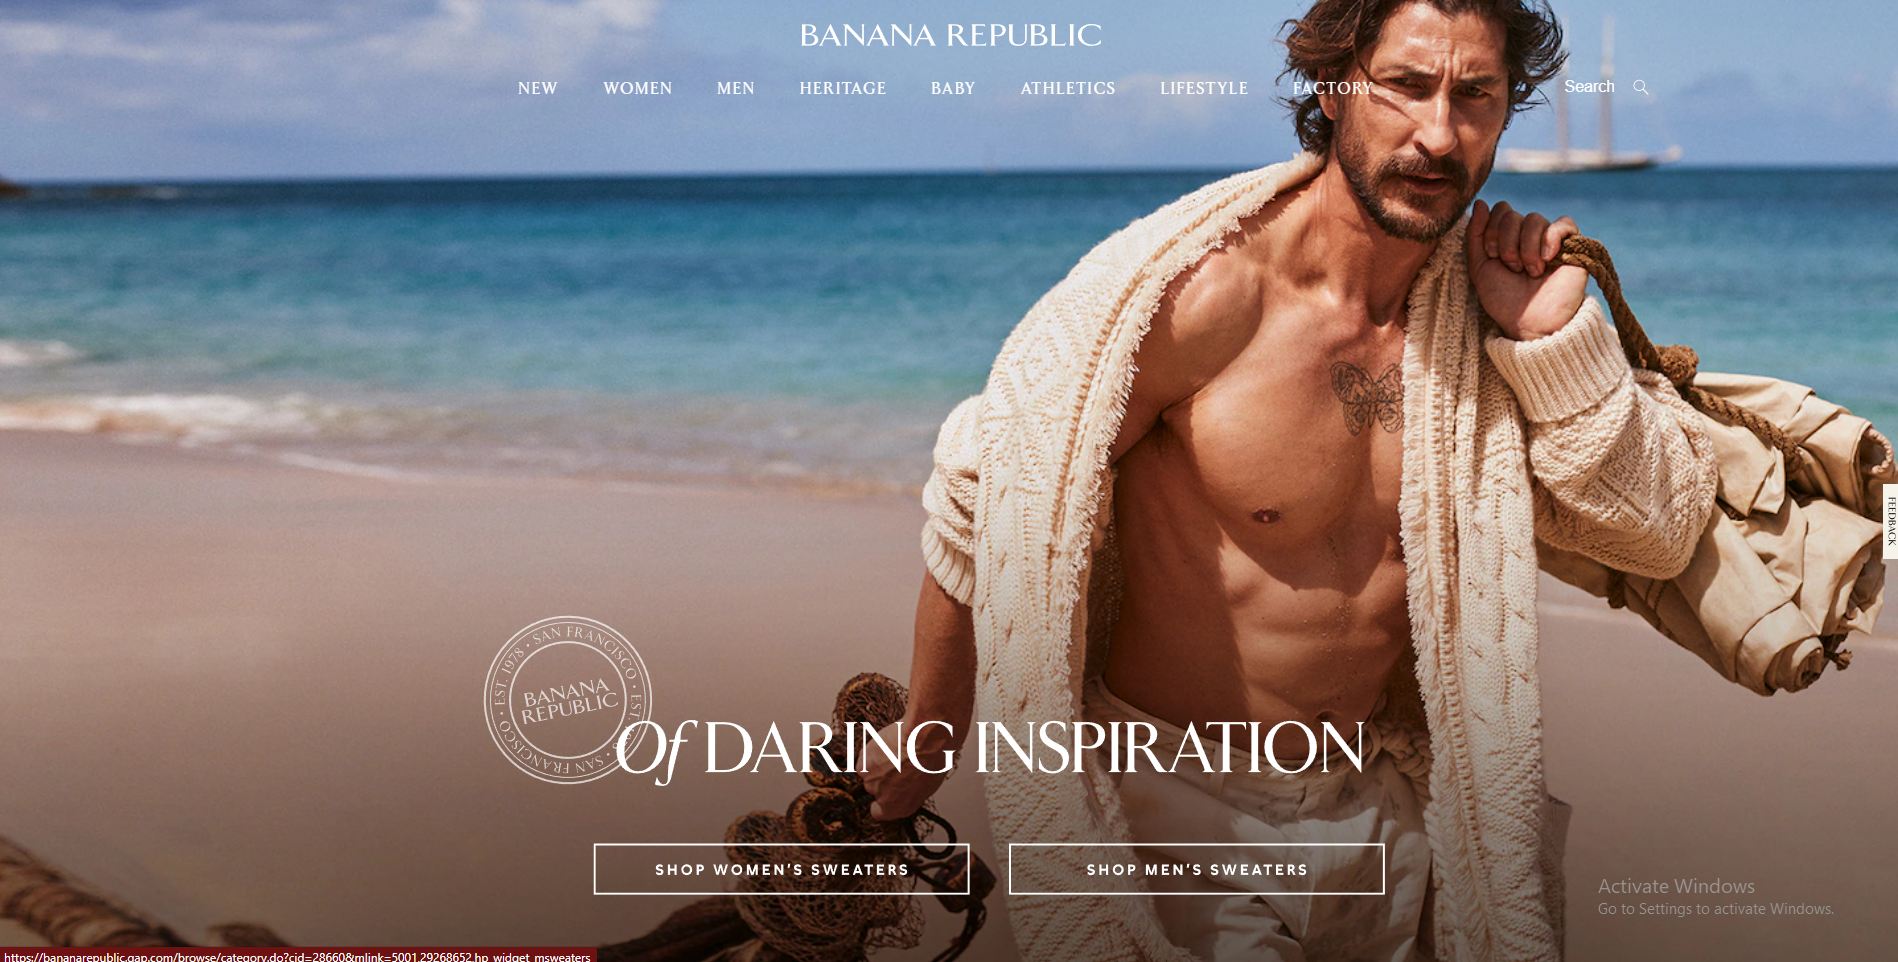 BANANA REPUBLIC
NEW WOMEN MEN HERITAGE BABY ATHLETICS LIFESTYLE FACTORY Search
FEEDBACK
SAN FRANCISCO • EST.
SAN FRANCISCO • EST. 1978 •
BANANA
REPUBLIC
Of DARING INSPIRATION
SHOP WOMEN'S SWEATERS SHOP MEN'S SWEATERS
Activate Windows
Go to Settings to activate Windows.
https://bananarepublic.gap.com/browse/category.do?cid=28660&mlink=5001,29268652,hp_widget_msweaters